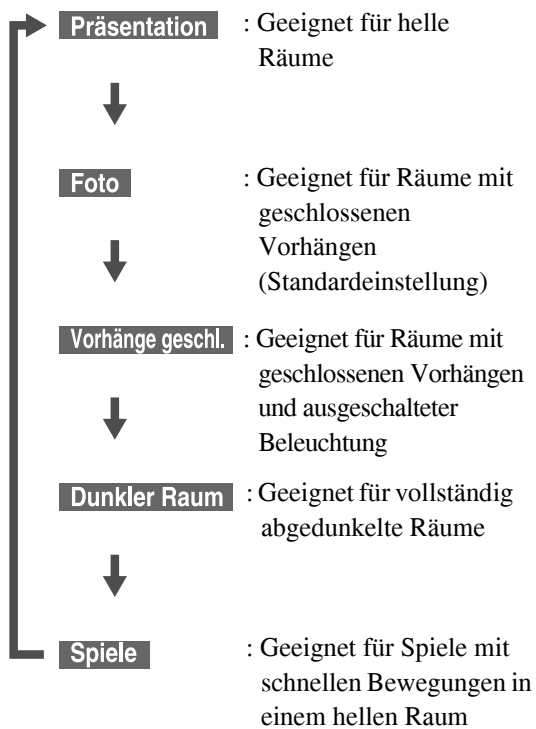 Präsentation : Geeignet für helle
Räume
Foto : Geeignet für Räume mit
geschlossenen
Vorhängen
(Standardeinstellung)
Vorhänge geschl. : Geeignet für Räume mit
geschlossenen Vorhängen
und ausgeschalteter
Beleuchtung
Dunkler Raum : Geeignet für vollständig
abgedunkelte Räume
Spiele : Geeignet für Spiele mit
schnellen Bewegungen in
einem hellen Raum